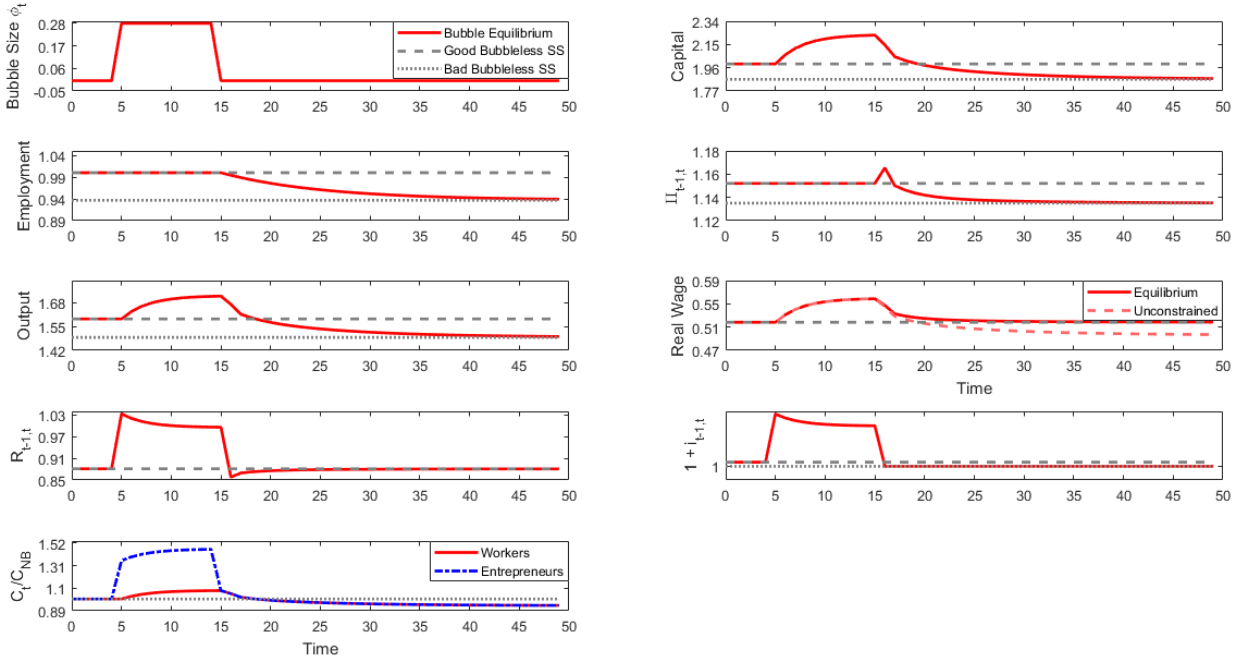 Bubble Size ϕt
0.28
0.17
0.06
-0.05
0 5 10 15 20 25 30 35 40 45 50
Bubble Equilibrium
Good Bubbleless SS
Bad Bubbleless SS
Capital
2.34
2.15
1.96
1.77
0 5 10 15 20 25 30 35 40 45 50
Employment
1.04
0.99
0.94
0.89
0 5 10 15 20 25 30 35 40 45 50
Πt-1,t
1.18
1.16
1.14
1.12
0 5 10 15 20 25 30 35 40 45 50
Output
1.68
1.55
1.42
0 5 10 15 20 25 30 35 40 45 50
Real Wage
0.59
0.55
0.51
0.47
0 5 10 15 20 25 30 35 40 45 50
Equilibrium
Unconstrained
Time
Rt-1,t
1.03
0.97
0.91
0.85
0 5 10 15 20 25 30 35 40 45 50
1 + it-1,t
1
0 5 10 15 20 25 30 35 40 45 50
Ct/CNB
1.52
1.31
1.1
0.89
0 5 10 15 20 25 30 35 40 45 50
Workers
Entrepreneurs
Time